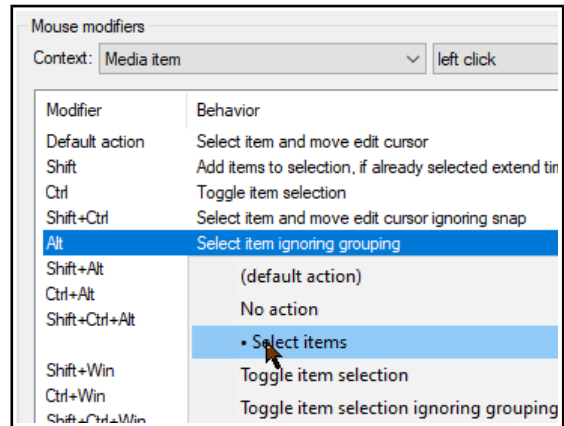 Mouse modifiers
Context: Media item left click
Modifier Behavior
Default action Select item and move edit cursor
Shift Add items to selection, if already selected extend
Ctrl Toggle item selection
Shift+Ctrl Select item and move edit cursor ignoring snap
Alt Select item ignoring grouping
Shift+Alt
(default action)
Ctrl+Alt
No action
Shift+Ctrl+Alt
• Select items
Shift+Win
Toggle item selection
Ctrl+Win
Toggle item selection ignoring grouping
Shift+Ctrl+Win